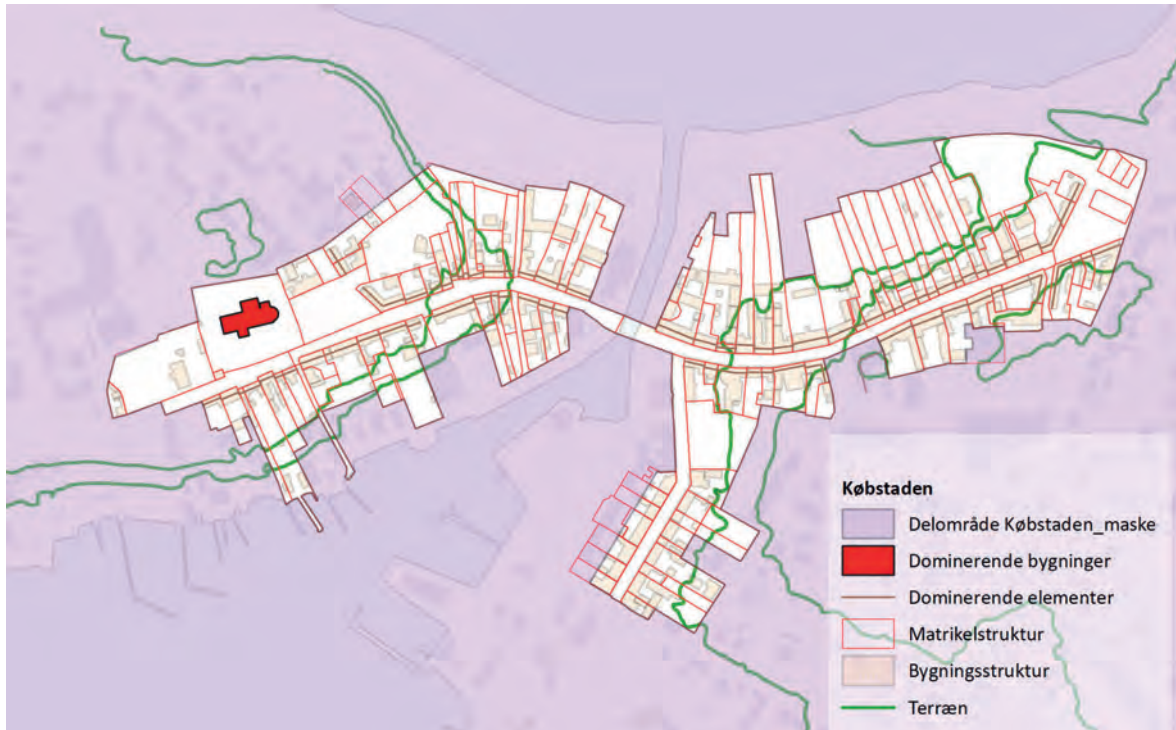 Købstaden
Delområde Købstaden_maske
Dominerende bygninger
Dominerende elementer
Matrikelstruktur
Bygningsstruktur
Terræn